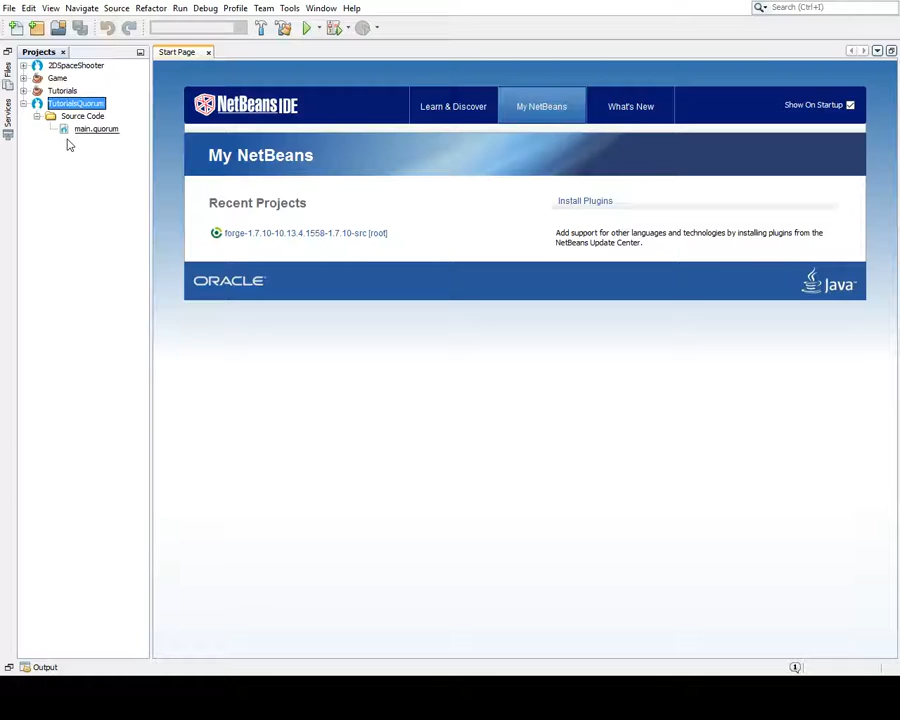 File Edit View Navigate Source Refactor Run Debug Profile Team Tools Window Help
Search (Ctrl+I)
Projects
Start Page
Files
Services
2DSpaceShooter
Game
Tutorials
TutorialsQuorum
Source Code
main.quorum
NetBeans IDE
Learn & Discover
My NetBeans
What's New
Show On Startup
My NetBeans
Recent Projects
forge-1.7.10-10.13.4.1558-1.7.10-src [root]
Install Plugins
Add support for other languages and technologies by installing plugins from the
NetBeans Update Center.
ORACLE
Java
Output
1